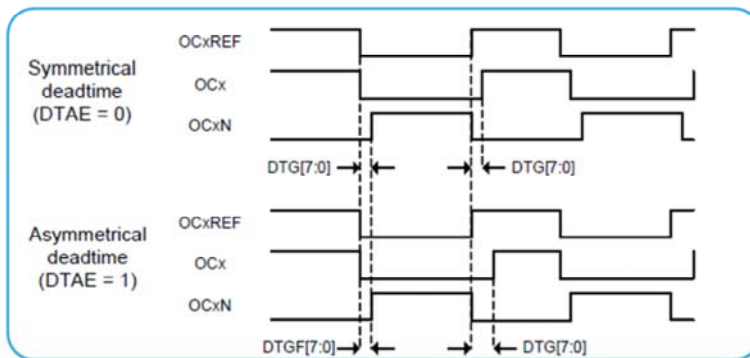 OCxREF
Symmetrical
deadtime
(DTAE = 0)
OCx
OCxN
DTG[7:0]
DTG[7:0]
OCxREF
Asymmetrical
deadtime
(DTAE = 1)
OCx
OCxN
DTGF[7:0]
DTG[7:0]